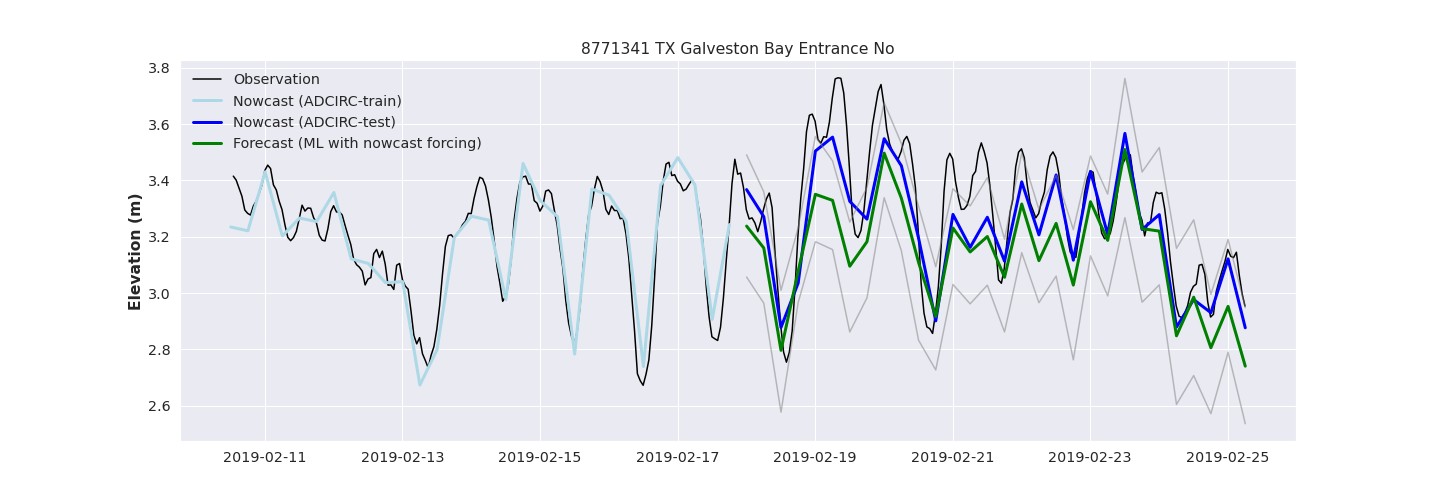 8771341 TX Galveston Bay Entrance No
Observation
Nowcast (ADCIRC-train)
Nowcast (ADCIRC-test)
Forecast (ML with nowcast forcing)
Elevation (m)
3.8
3.6
3.4
3.2
3.0
2.8
2.6
2019-02-11
2019-02-13
2019-02-15
2019-02-17
2019-02-19
2019-02-21
2019-02-23
2019-02-25